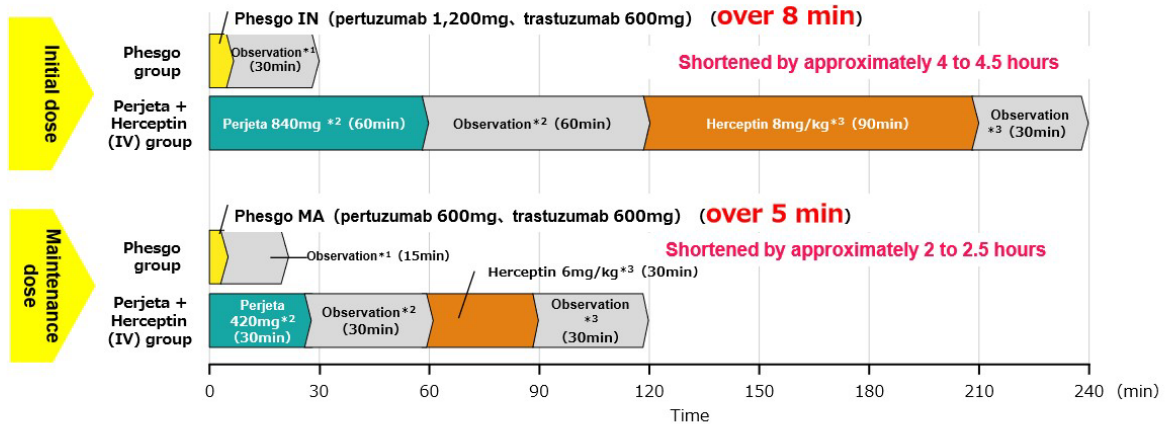 Initial dose
Phesgo IN（pertuzumab 1,200mg、trastuzumab 600mg）（over 8 min）
Phesgo
group
Observation*1
（30min）
Shortened by approximately 4 to 4.5 hours
Perjeta +
Herceptin
(IV) group
Perjeta 840mg *2（60min）
Observation*2（60min）
Herceptin 8mg/kg*3（90min）
Observation
*3（30min）
Maintenance
dose
Phesgo MA（pertuzumab 600mg、trastuzumab 600mg）（over 5 min）
Phesgo
group
Observation*1（15min）
Shortened by approximately 2 to 2.5 hours
Herceptin 6mg/kg*3（30min）
Perjeta +
Herceptin
(IV) group
Perjeta
420mg*2
（30min）
Observation*2
（30min）
Observation
*3
（30min）
0 30 60 90 120 150 180 210 240 (min)
Time